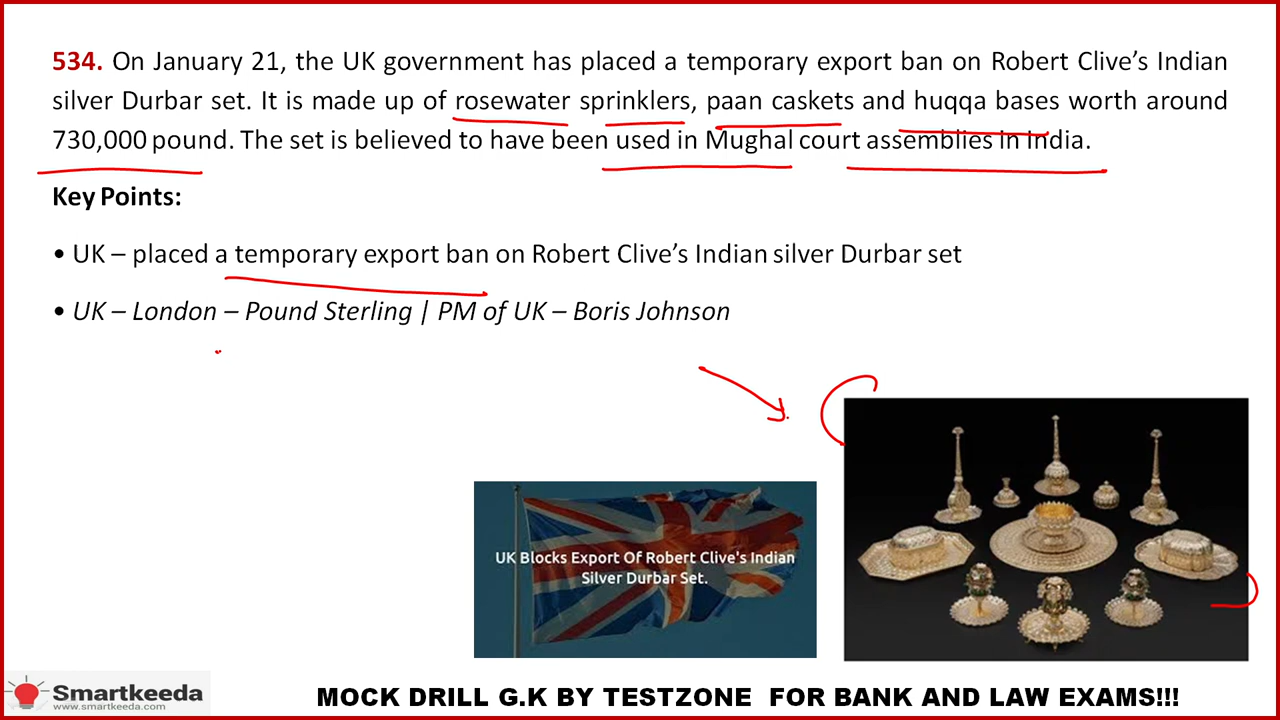 534. On January 21, the UK government has placed a temporary export ban on Robert Clive’s Indian
silver Durbar set. It is made up of rosewater sprinklers, paan caskets and huqqa bases worth around
730,000 pound. The set is believed to have been used in Mughal court assemblies in India.
Key Points:
• UK – placed a temporary export ban on Robert Clive’s Indian silver Durbar set
• UK – London – Pound Sterling | PM of UK – Boris Johnson
UK Blocks Export Of Robert Clive's Indian
Silver Durbar Set.
Smartkeeda
www.smartkeeda.com
MOCK DRILL G.K BY TESTZONE FOR BANK AND LAW EXAMS!!!